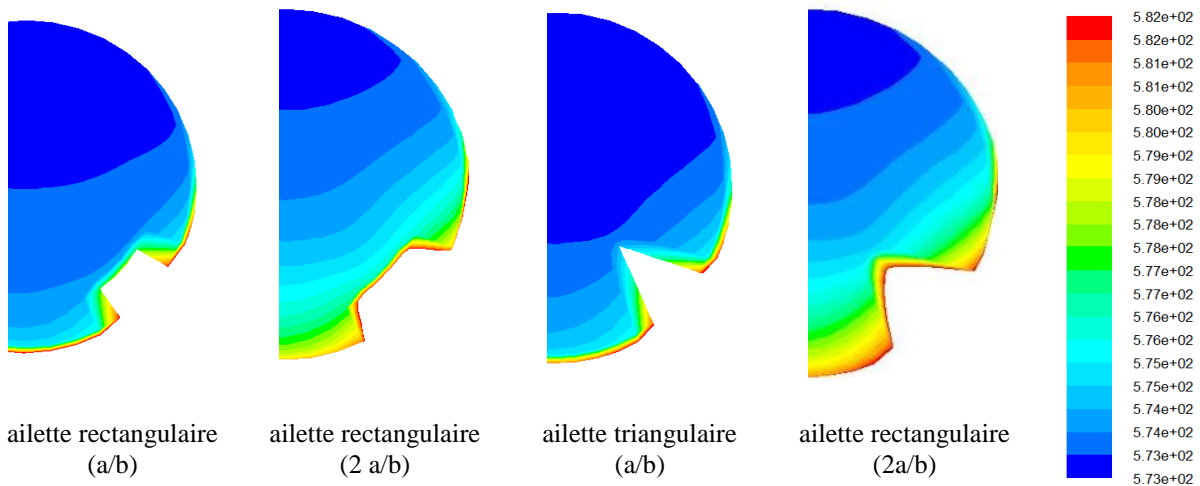 5.82e+02
5.82e+02
5.81e+02
5.81e+02
5.80e+02
5.80e+02
5.79e+02
5.79e+02
5.78e+02
5.78e+02
5.77e+02
5.77e+02
5.76e+02
5.76e+02
5.75e+02
5.75e+02
5.74e+02
5.74e+02
5.73e+02
5.73e+02
ailette rectangulaire
(a/b)
ailette rectangulaire
(2 a/b)
ailette triangulaire
(a/b)
ailette rectangulaire
(2a/b)